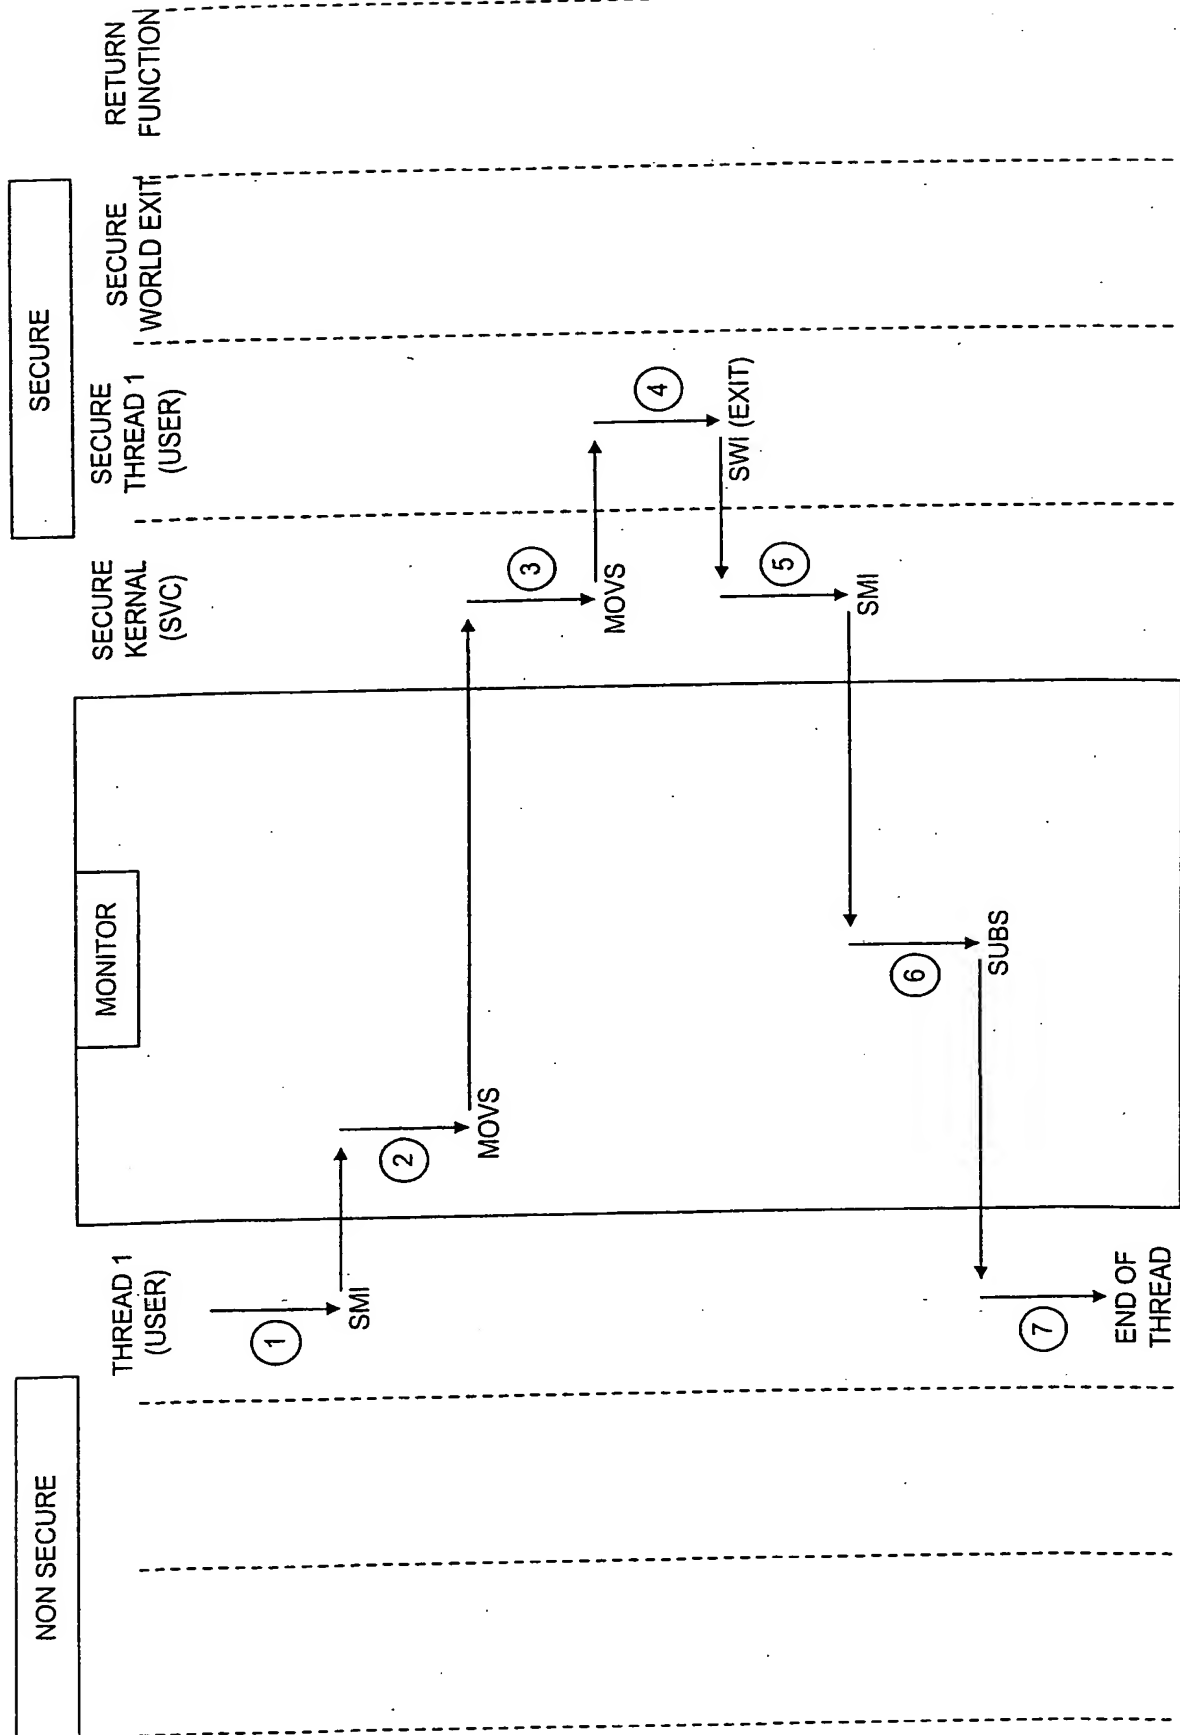 NON SECURE
SECURE
MONITOR
THREAD 1
(USER)
SECURE
KERNAL
(SVC)
SECURE
THREAD 1
(USER)
SECURE
WORLD EXIT
RETURN
FUNCTION
1
SMI
2
MOVS
3
MOVS
4
SWI (EXIT)
5
SMI
6
SUBS
7
END OF
THREAD